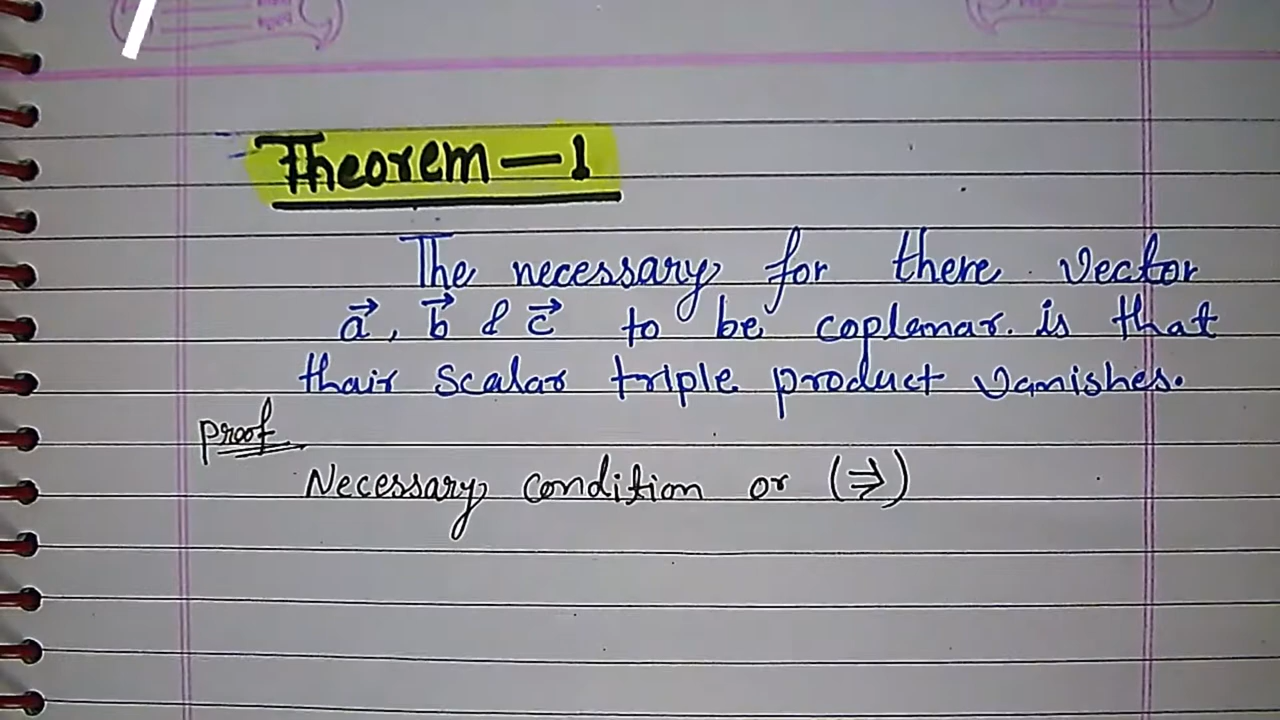 Theorem — 1
The necessary for there vector
a⃗, b⃗ & c⃗ to be coplanar. is that
thair scalar triple product vanishes.
Proof
Necessary condition or (⇒)